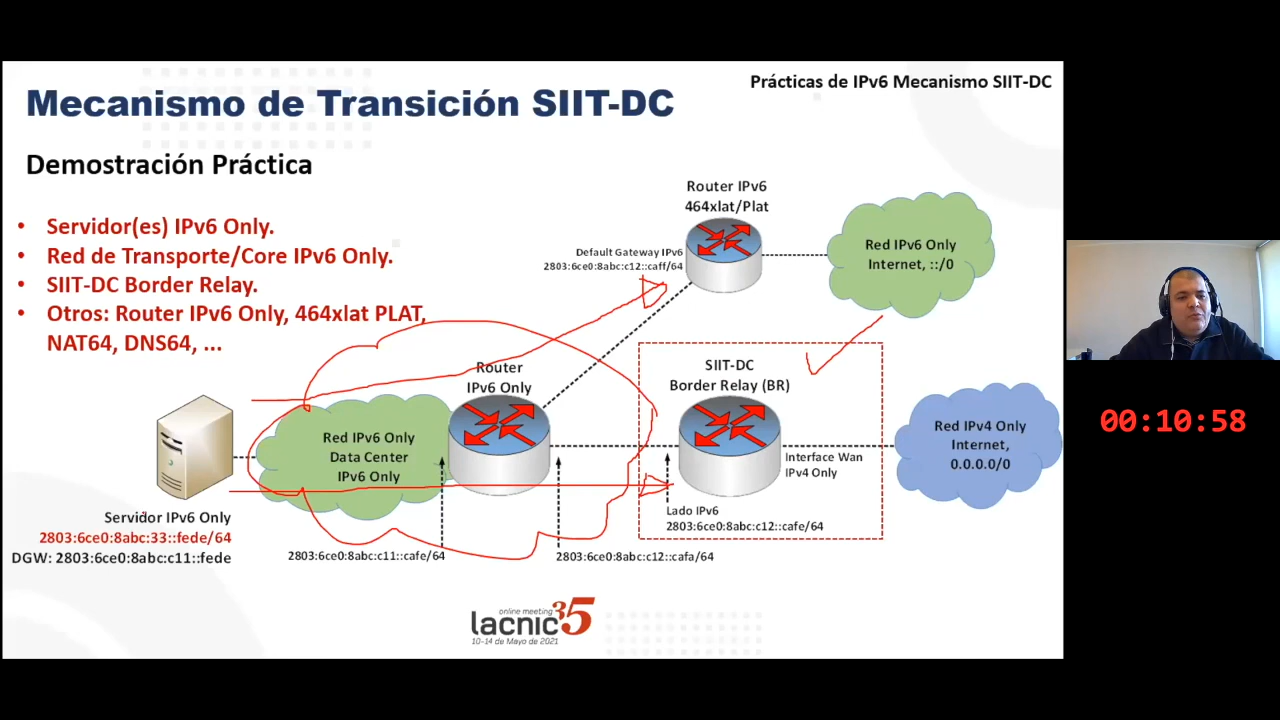 Prácticas de IPv6 Mecanismo SIIT-DC
Mecanismo de Transición SIIT-DC
Demostración Práctica
• Servidor(es) IPv6 Only.
• Red de Transporte/Core IPv6 Only.
• SIIT-DC Border Relay.
• Otros: Router IPv6 Only, 464xlat PLAT,
NAT64, DNS64, ...
Router IPv6
464xlat/Plat
Default Gateway IPv6
2803:6ce0:8abc:c12::caff/64
Red IPv6 Only
Internet, ::/0
Router
IPv6 Only
SIIT-DC
Border Relay (BR)
Red IPv6 Only
Data Center
IPv6 Only
Interface Wan
IPv4 Only
Red IPv4 Only
Internet,
0.0.0.0/0
Servidor IPv6 Only
2803:6ce0:8abc:33::fede/64
DGW: 2803:6ce0:8abc:c11::fede
2803:6ce0:8abc:c11::cafe/64
2803:6ce0:8abc:c12::cafa/64
Lado IPv6
2803:6ce0:8abc:c12::cafe/64
online meeting
lacnic35
10-14 de Mayo de 2021
00:10:58